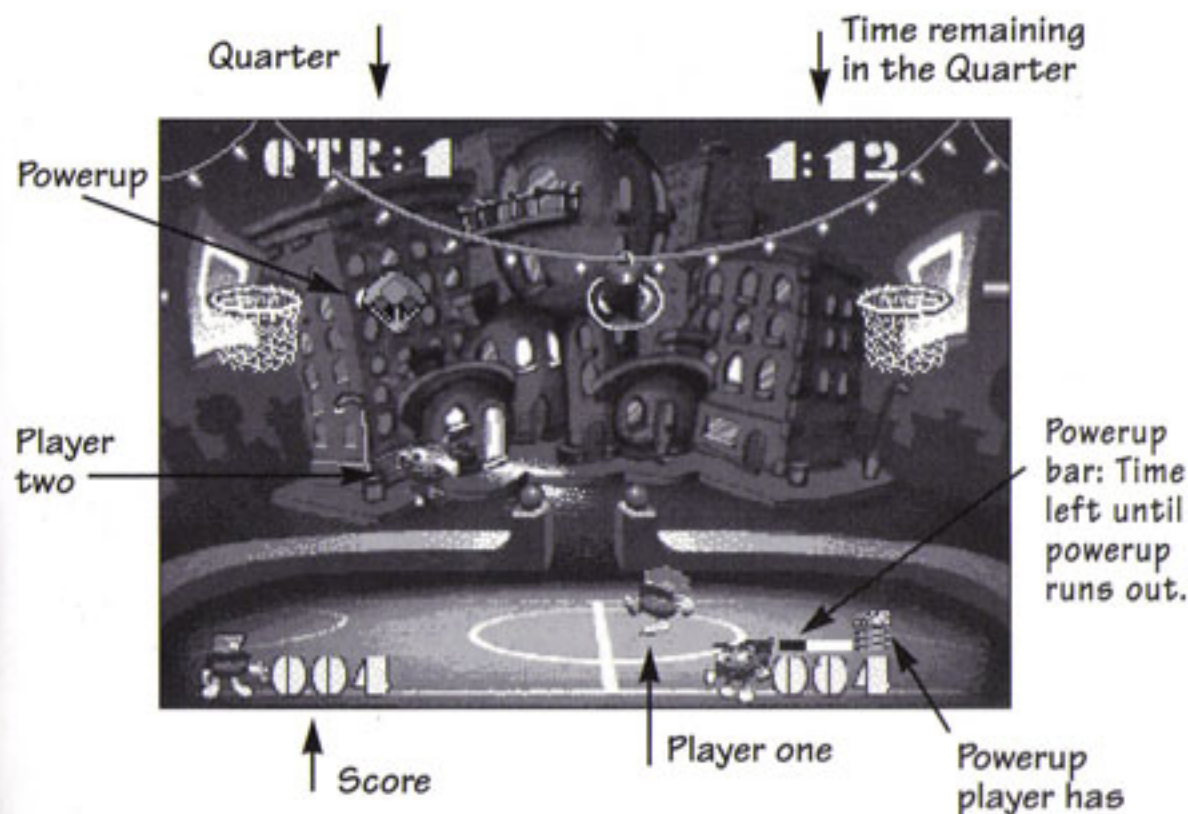 Quarter
Time remaining
in the Quarter
QTR:1
1:12
Powerup
Player
two
Powerup
bar: Time
left until
powerup
runs out.
004
004
Score
Player one
Powerup
player has